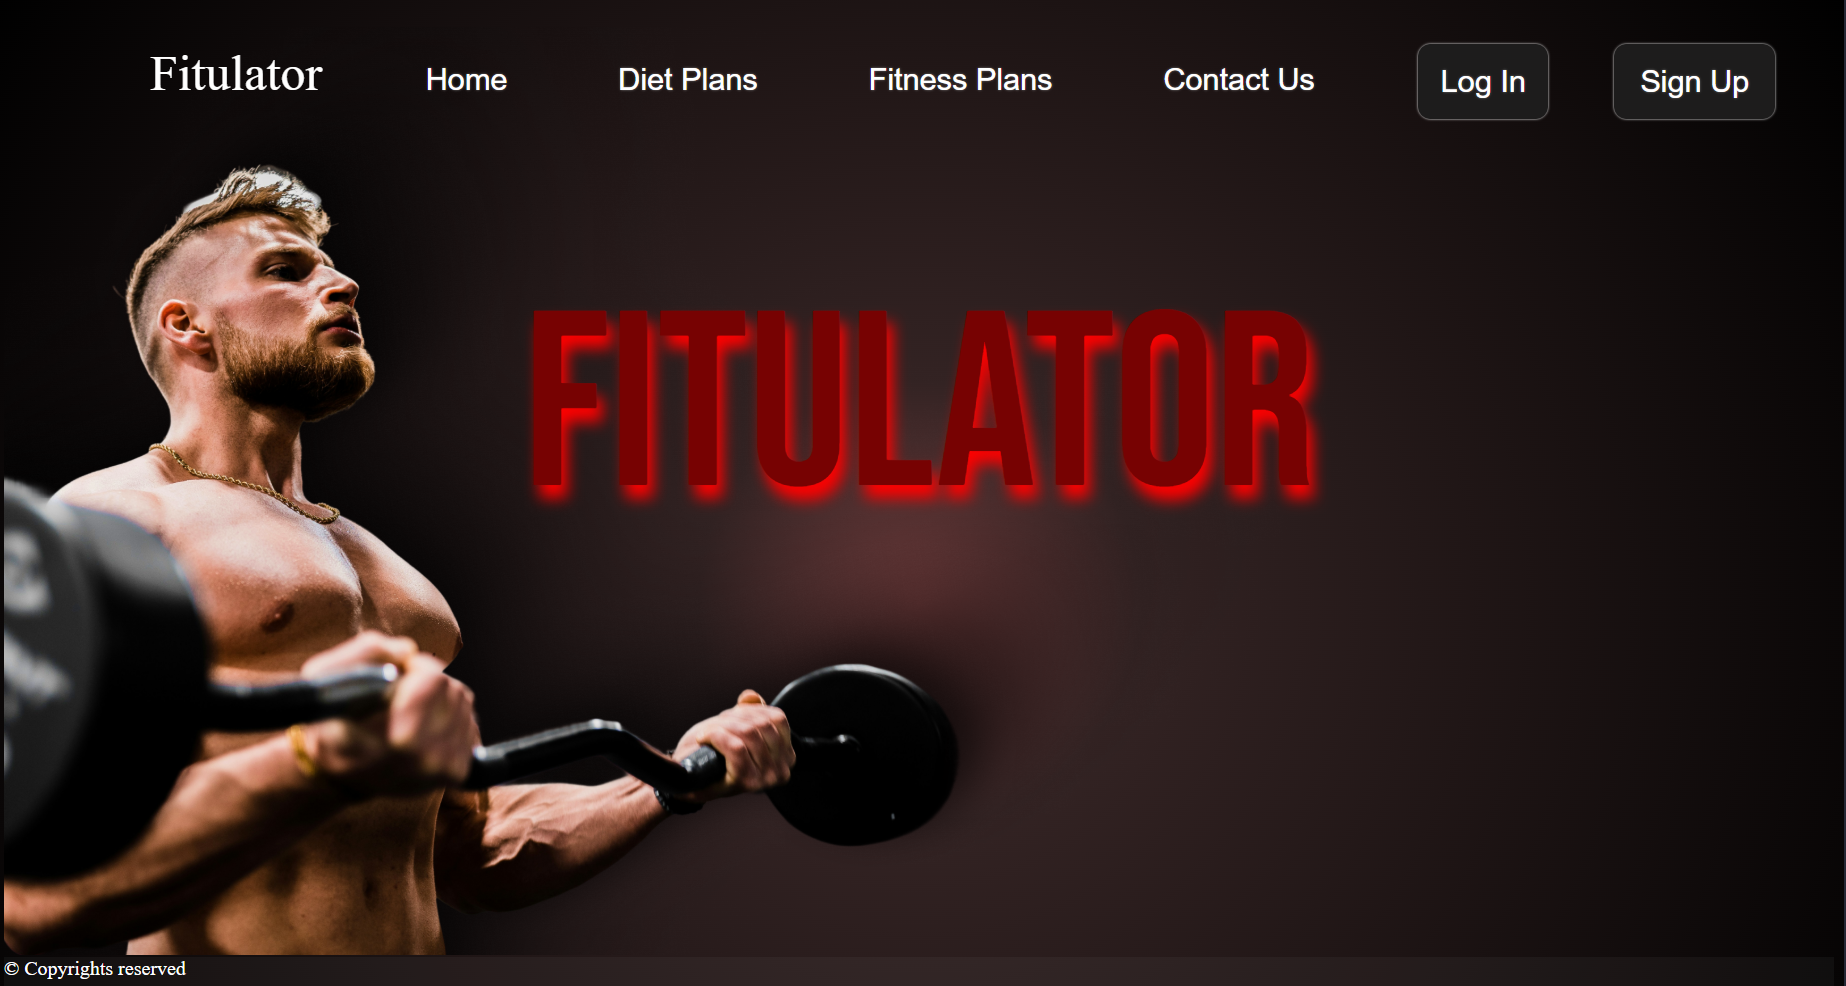 Fitulator Home Diet Plans Fitness Plans Contact Us Log In Sign Up
FITULATOR
© Copyrights reserved